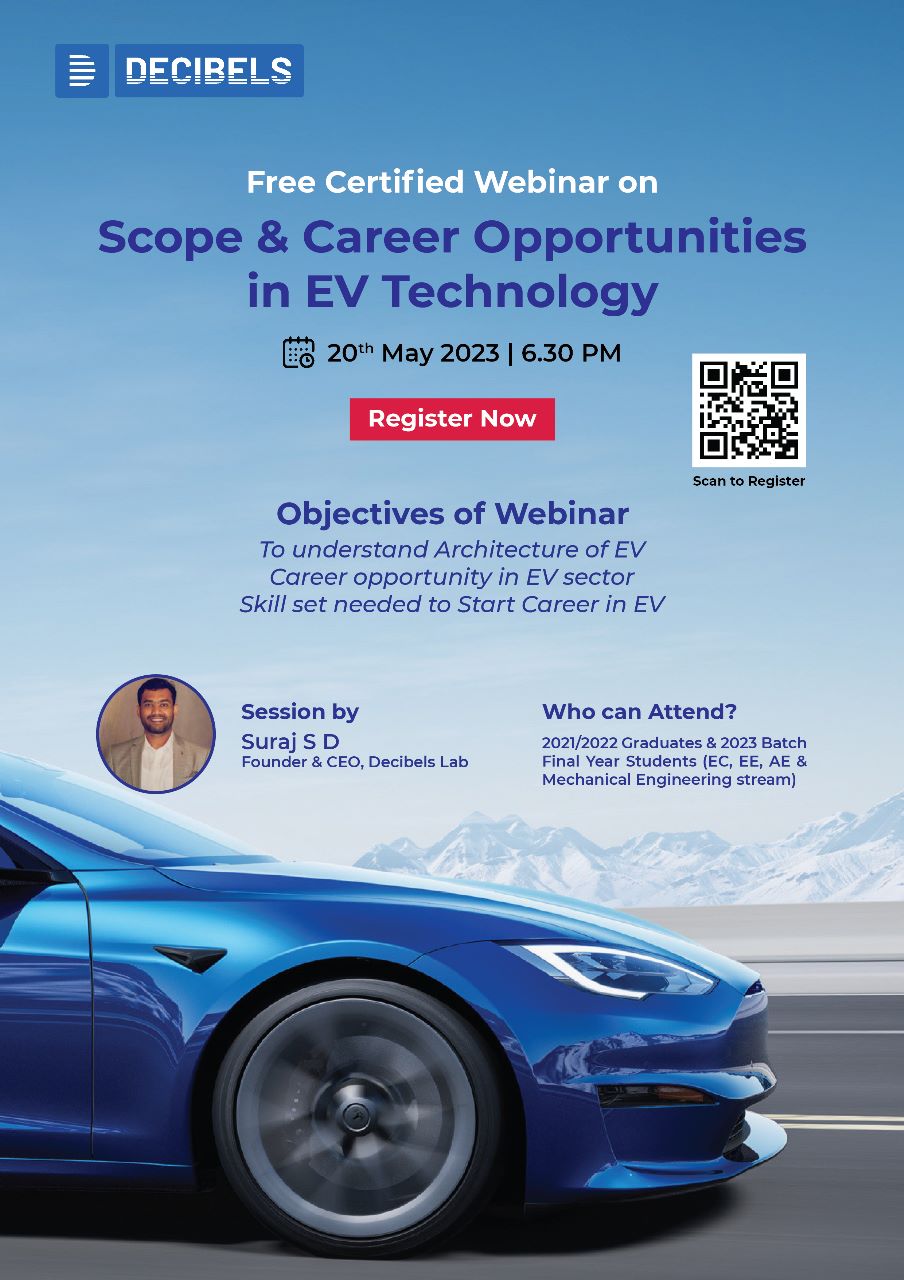 DECIBELS
Free Certified Webinar on
Scope & Career Opportunities
in EV Technology
20th May 2023 | 6.30 PM
Register Now
Scan to Register
Objectives of Webinar
To understand Architecture of EV
Career opportunity in EV sector
Skill set needed to Start Career in EV
Session by
Suraj S D
Founder & CEO, Decibels Lab
Who can Attend?
2021/2022 Graduates & 2023 Batch
Final Year Students (EC, EE, AE &
Mechanical Engineering stream)